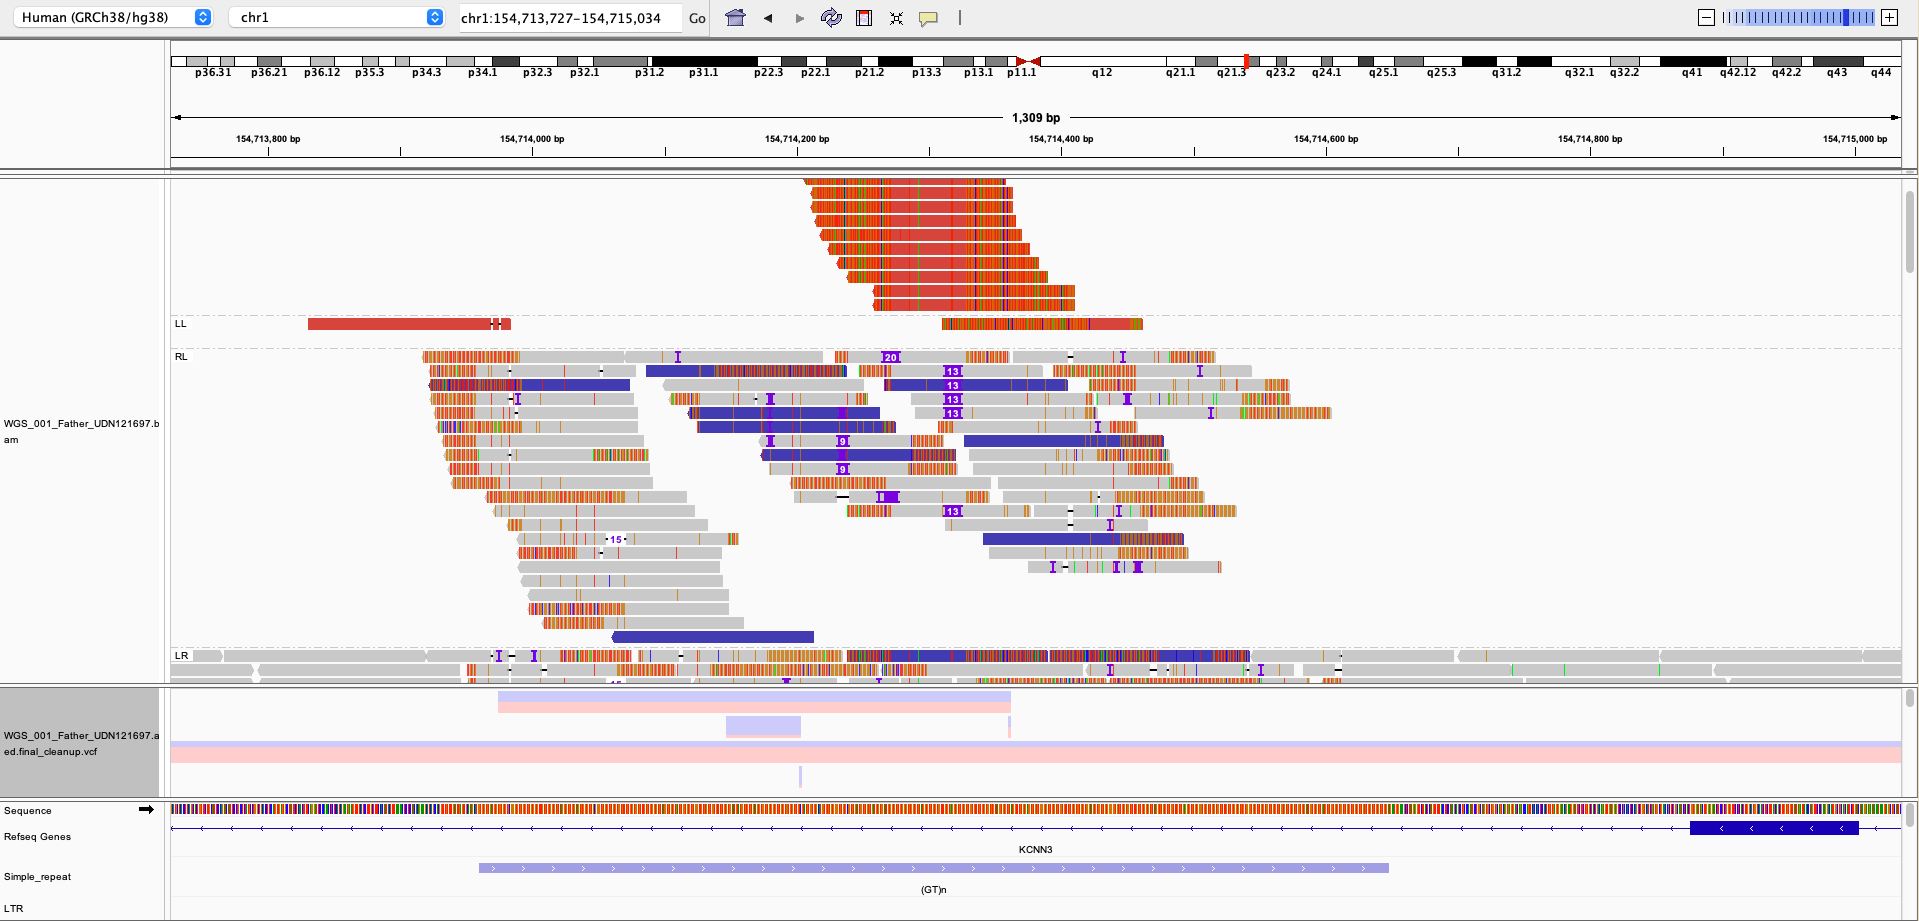 Human (GRCh38/hg38) chr1 chr1:154,713,727-154,715,034 Go
p36.31 p36.21 p36.12 p35.3 p34.3 p34.1 p32.3 p32.1 p31.2 p31.1 p22.3 p22.1 p21.2 p13.3 p13.1 p11.1 q12 q21.1 q21.3 q23.2 q24.1 q25.1 q25.3 q31.2 q32.1 q32.2 q41 q42.12 q42.2 q43 q44
1,309 bp
154,713,800 bp 154,714,000 bp 154,714,200 bp 154,714,400 bp 154,714,600 bp 154,714,800 bp 154,715,000 bp
LL
RL
20
13
13
13
13
WGS_001_Father_UDN121697.b
am
9
9
13
15
LR
15
WGS_001_Father_UDN121697.a
ed.final_cleanup.vcf
Sequence
Refseq Genes
KCNN3
Simple_repeat
(GT)n
LTR